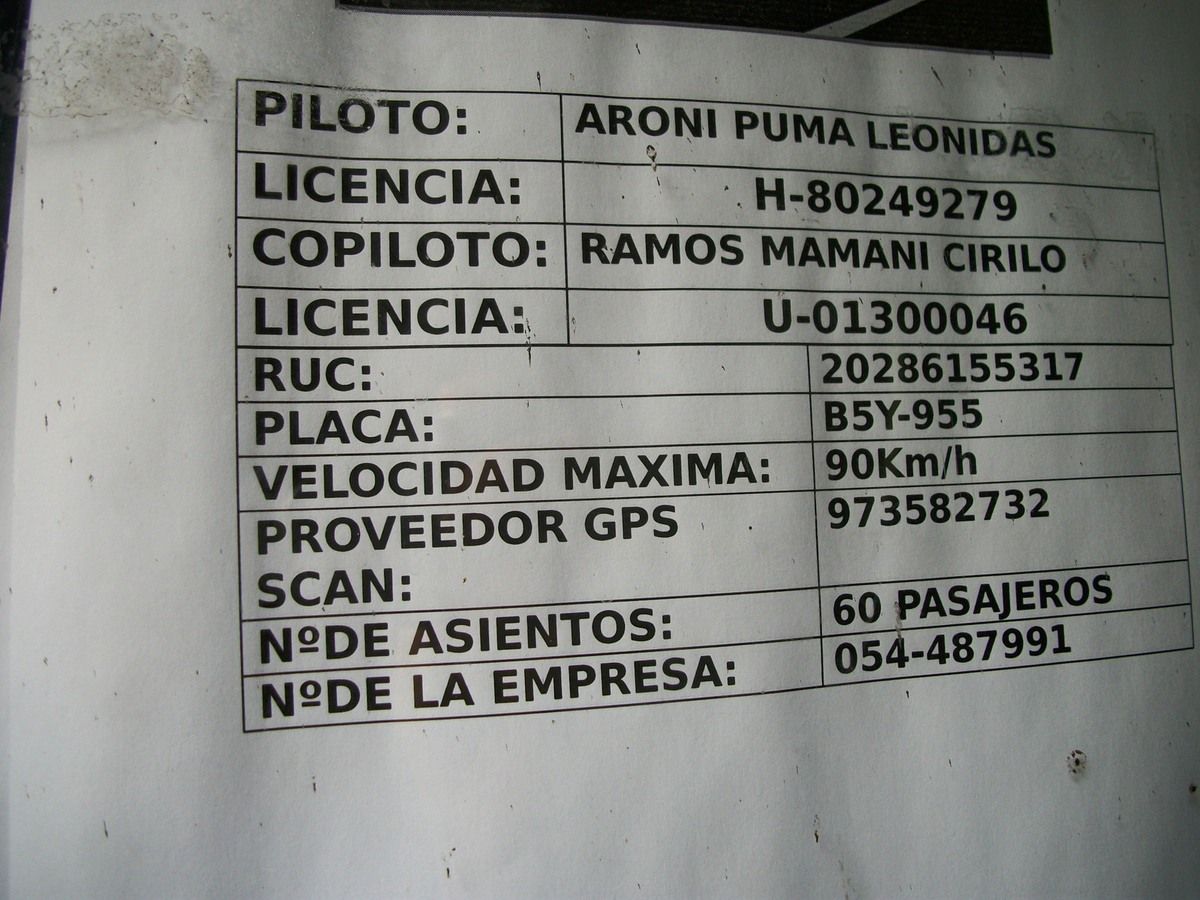 PILOTO: ARONI PUMA LEONIDAS
LICENCIA: H-80249279
COPILOTO: RAMOS MAMANI CIRILO
LICENCIA: U-01300046
RUC: 20286155317
PLACA: B5Y-955
VELOCIDAD MAXIMA: 90Km/h
PROVEEDOR GPS 973582732
SCAN:
NºDE ASIENTOS: 60 PASAJEROS
NºDE LA EMPRESA: 054-487991